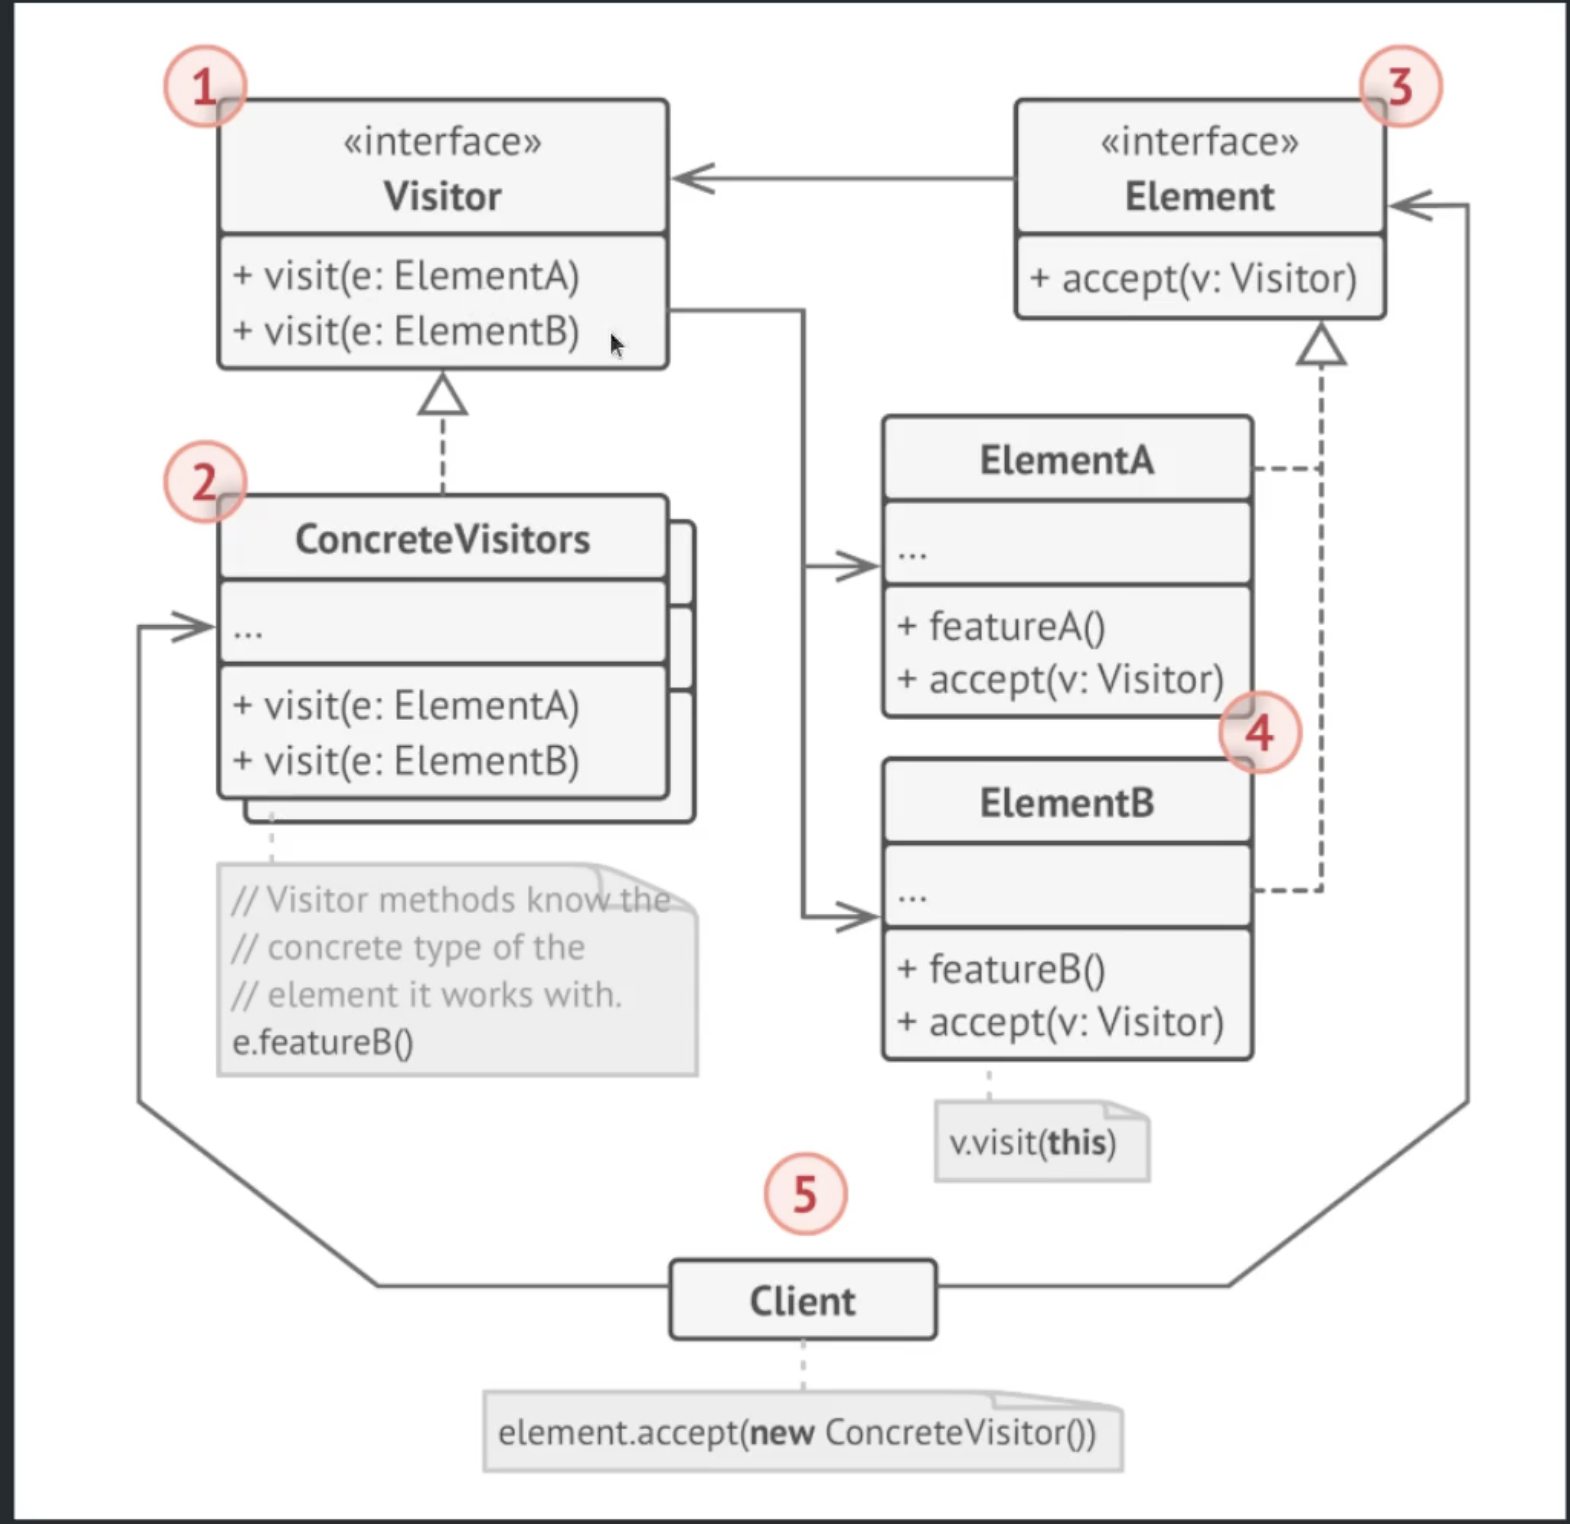 1
«interface»
Visitor
+ visit(e: ElementA)
+ visit(e: ElementB)
2
ConcreteVisitors
...
+ visit(e: ElementA)
+ visit(e: ElementB)
// Visitor methods know the
// concrete type of the
// element it works with.
e.featureB()
3
«interface»
Element
+ accept(v: Visitor)
ElementA
...
+ featureA()
+ accept(v: Visitor)
4
ElementB
...
+ featureB()
+ accept(v: Visitor)
v.visit(this)
5
Client
element.accept(new ConcreteVisitor())